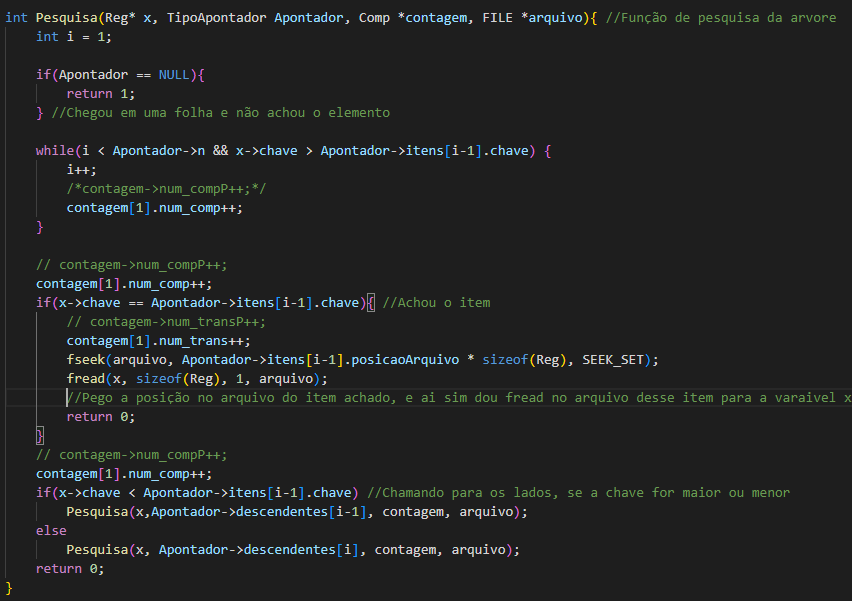 int Pesquisa(Reg* x, TipoApontador Apontador, Comp *contagem, FILE *arquivo){ //Função de pesquisa da arvore
    int i = 1;

    if(Apontador == NULL){
        return 1;
    } //Chegou em uma folha e não achou o elemento

    while(i < Apontador->n && x->chave > Apontador->itens[i-1].chave) {
        i++;
        /*contagem->num_compP++;*/
        contagem[1].num_comp++;
    }

    // contagem->num_compP++;
    contagem[1].num_comp++;
    if(x->chave == Apontador->itens[i-1].chave){ //Achou o item
        // contagem->num_transP++;
        contagem[1].num_trans++;
        fseek(arquivo, Apontador->itens[i-1].posicaoArquivo * sizeof(Reg), SEEK_SET);
        fread(x, sizeof(Reg), 1, arquivo);
        //Pego a posição no arquivo do item achado, e ai sim dou fread no arquivo desse item para a varaivel x
        return 0;
    }
    // contagem->num_compP++;
    contagem[1].num_comp++;
    if(x->chave < Apontador->itens[i-1].chave) //Chamando para os lados, se a chave for maior ou menor
        Pesquisa(x,Apontador->descendentes[i-1], contagem, arquivo);
    else
        Pesquisa(x, Apontador->descendentes[i], contagem, arquivo);
    return 0;
}